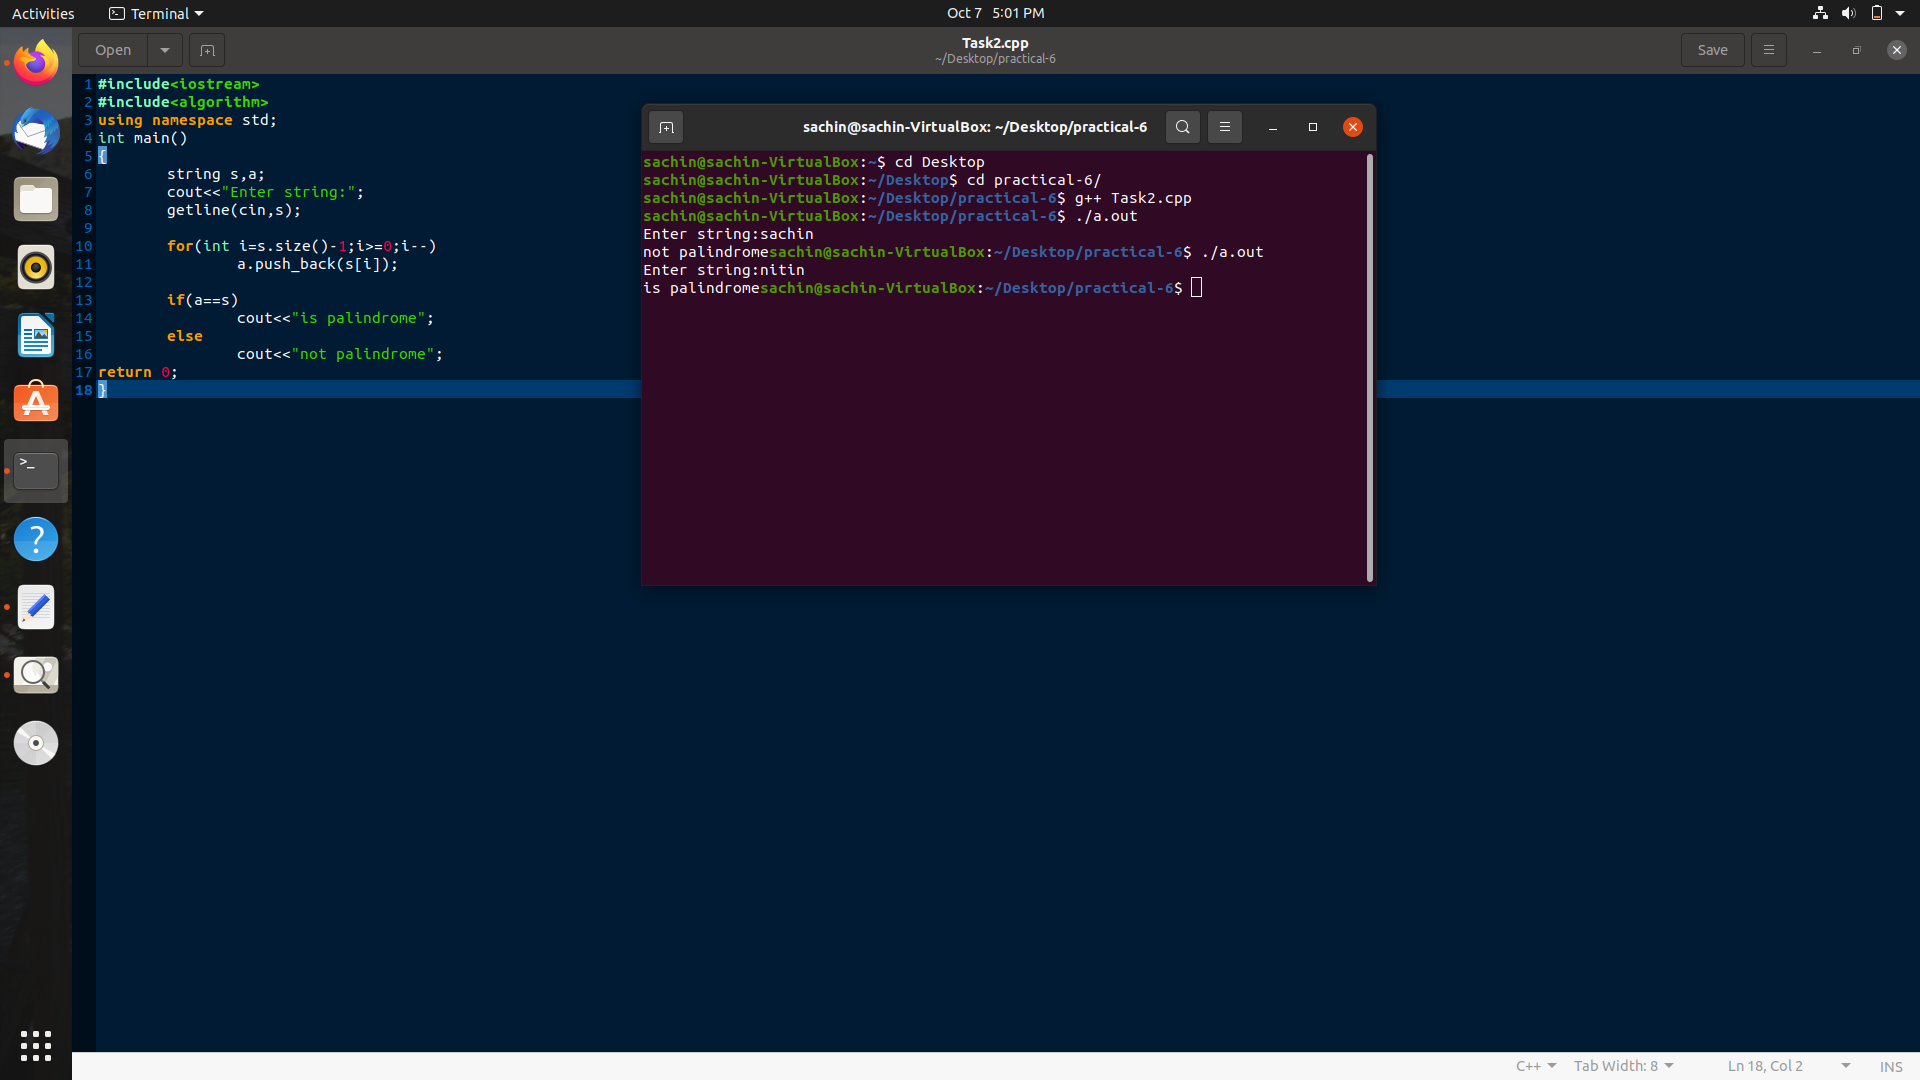 Activities Terminal Oct 7 5:01 PM
Open Task2.cpp Save
~/Desktop/practical-6
1 #include<iostream>
2 #include<algorithm>
3 using namespace std;
4 int main()
5 {
6 string s,a;
7 cout<<"Enter string:";
8 getline(cin,s);
9
10 for(int i=s.size()-1;i>=0;i--)
11 a.push_back(s[i]);
12
13 if(a==s)
14 cout<<"is palindrome";
15 else
16 cout<<"not palindrome";
17 return 0;
18 }
sachin@sachin-VirtualBox: ~/Desktop/practical-6
sachin@sachin-VirtualBox:~$ cd Desktop
sachin@sachin-VirtualBox:~/Desktop$ cd practical-6/
sachin@sachin-VirtualBox:~/Desktop/practical-6$ g++ Task2.cpp
sachin@sachin-VirtualBox:~/Desktop/practical-6$ ./a.out
Enter string:sachin
not palindromesachin@sachin-VirtualBox:~/Desktop/practical-6$ ./a.out
Enter string:nitin
is palindromesachin@sachin-VirtualBox:~/Desktop/practical-6$
C++ Tab Width: 8 Ln 18, Col 2 INS